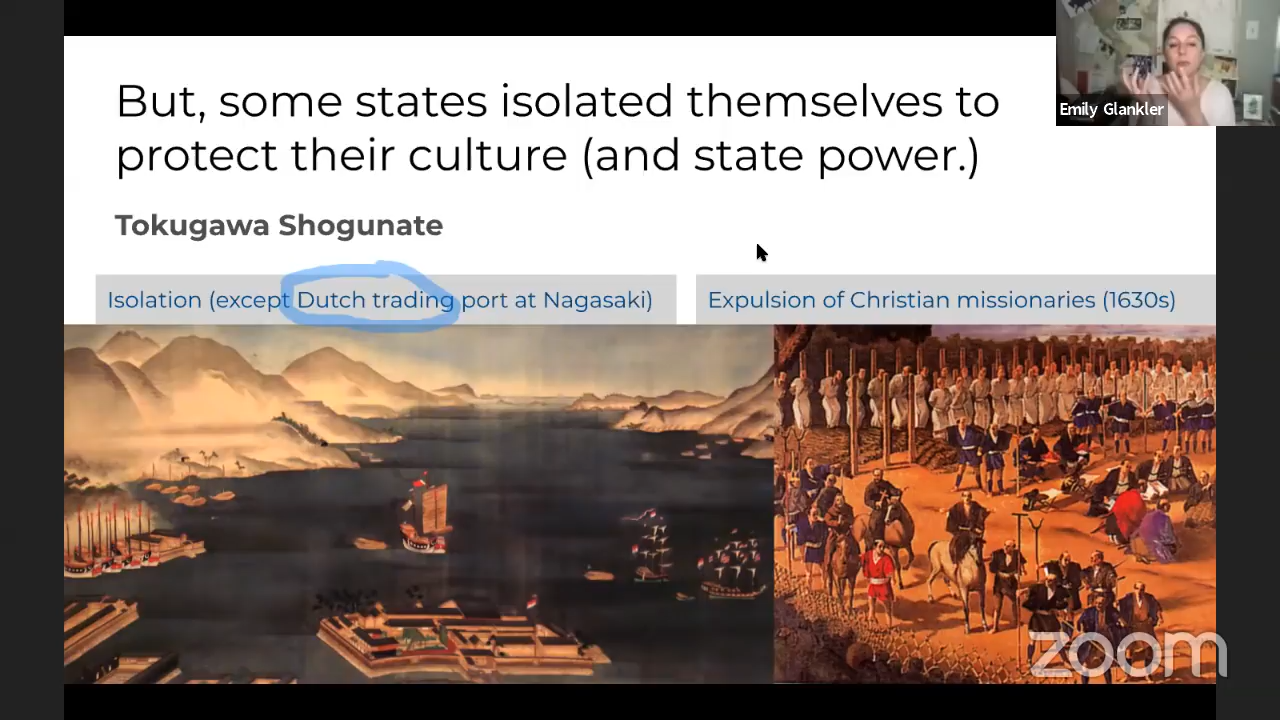 But, some states isolated themselves to
protect their culture (and state power.)
Emily Glankler
Tokugawa Shogunate
Isolation (except Dutch trading port at Nagasaki)
Expulsion of Christian missionaries (1630s)
zoom